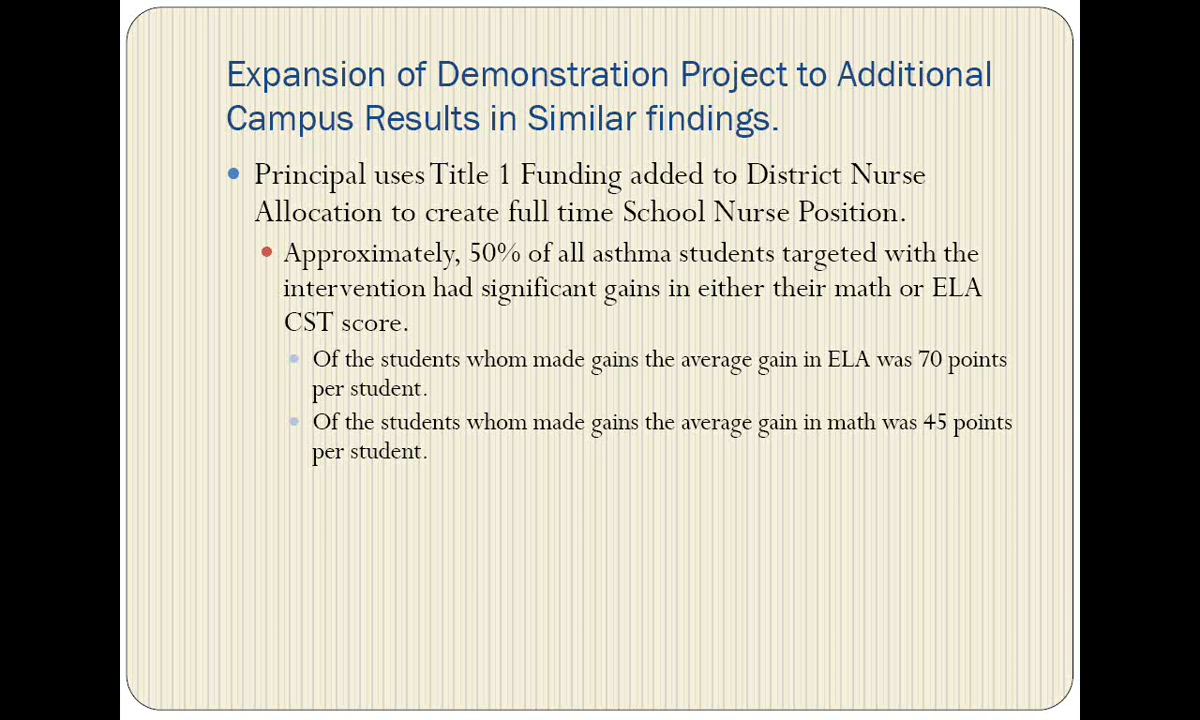 Expansion of Demonstration Project to Additional
Campus Results in Similar findings.
Principal uses Title 1 Funding added to District Nurse
Allocation to create full time School Nurse Position.
Approximately, 50% of all asthma students targeted with the
intervention had significant gains in either their math or ELA
CST score.
Of the students whom made gains the average gain in ELA was 70 points
per student.
Of the students whom made gains the average gain in math was 45 points
per student.